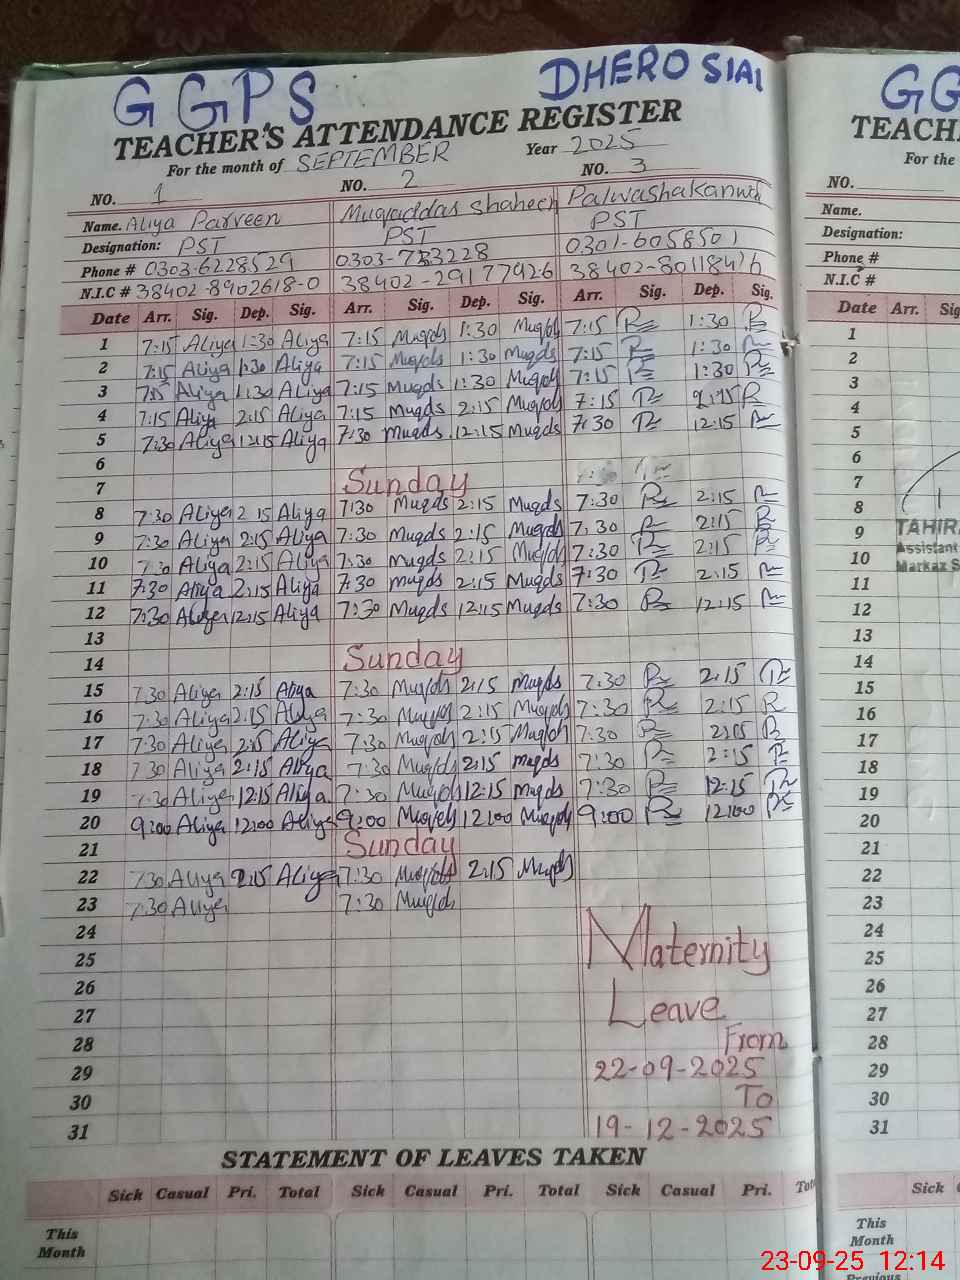 GGPS DHERO SIAI GG
TEACHER'S ATTENDANCE REGISTER TEACH
For the month of SEPTEMBER Year 2025 For the
NO. 1 NO. 2 NO. 3 NO.
Name. Aliya Parveen Muqaddas shaheen Name.
Designation: PST PST PST Designation:
Phone # 0303-6228529 0301-6058501 Phone #
N.I.C # 38402-8902618-0 38402-2917792-6 N.I.C #
Date Arr. Sig. Dep. Sig. Arr. Sig. Dep. Sig. Arr. Sig. Dep. Sig. Date Arr. Sig
1 7:15 Aliya 1:30 Aliya 7:15 Muqds 1:30 Muqds 7:15 1:30 1
2 7:15 Aliya 1:30 Aliya 7:15 Muqds 1:30 Muqds 7:15 1:30 2
3 7:15 Aliya 1:30 Aliya 7:15 Muqds 1:30 Muqds 7:15 1:30 3
4 7:15 Aliya 2:15 Aliya 7:15 Muqds 2:15 Muqds 7:15 2:15 4
5 7:30 Aliya 12:15 Aliya 7:30 Muqds 12:15 Muqds 7:30 12:15 5
6 6
7 Sunday 7
8 7:30 Aliya 2:15 Aliya 7:30 Muqds 2:15 Muqds 7:30 2:15 8
9 7:30 Aliya 2:15 Aliya 7:30 Muqds 2:15 Muqds 7:30 2:15 9 TAHIR
10 7:30 Aliya 2:15 Aliya 7:30 Muqds 2:15 Muqds 7:30 2:15 10 Assistant
11 7:30 Aliya 2:15 Aliya 7:30 Muqds 2:15 Muqds 7:30 2:15 11 Markaz S
12 7:30 Aliya 12:15 Aliya 7:30 Muqds 12:15 Muqds 7:30 12:15 12
13 13
14 Sunday 14
15 7:30 Aliya 2:15 Aliya 7:30 Muqds 2:15 Muqds 7:30 2:15 15
16 7:30 Aliya 2:15 Aliya 7:30 Muqds 2:15 Muqds 7:30 2:15 16
17 7:30 Aliya 2:15 Aliya 7:30 Muqds 2:15 Muqds 7:30 17
18 7:30 Aliya 2:15 Aliya 7:30 Muqds 2:15 Muqds 7:30 2:15 18
19 7:30 Aliya 12:15 Aliya 7:30 Muqds 12:15 Muqds 7:30 12:15 19
20 9:00 Aliya 12:00 Aliya 9:00 Muqds 12:00 Muqds 9:00 12:00 20
21 Sunday 21
22 7:30 Aliya 2:15 Aliya 7:30 Muqds 2:15 Muqds 22
23 7:30 Aliya 7:30 Muqds 23
24 24
25 Maternity 25
26 26
27 Leave 27
28 From 28
29 22-09-2025 29
30 To 30
31 19-12-2025 31
STATEMENT OF LEAVES TAKEN
Sick Casual Pri. Total Sick Casual Pri. Total Sick Casual Pri. Tot Sick
This Month This Month
Previous
23-09-25 12:14